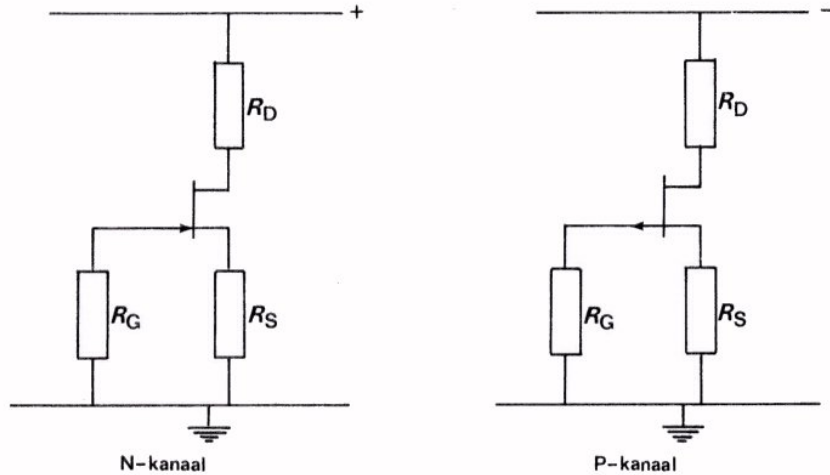 +
R_D
R_G
R_S
N-kanaal
-
R_D
R_G
R_S
P-kanaal